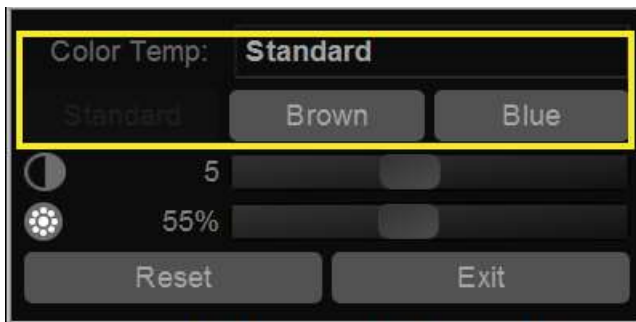 Color Temp: Standard
Standard Brown Blue
5
55%
Reset Exit